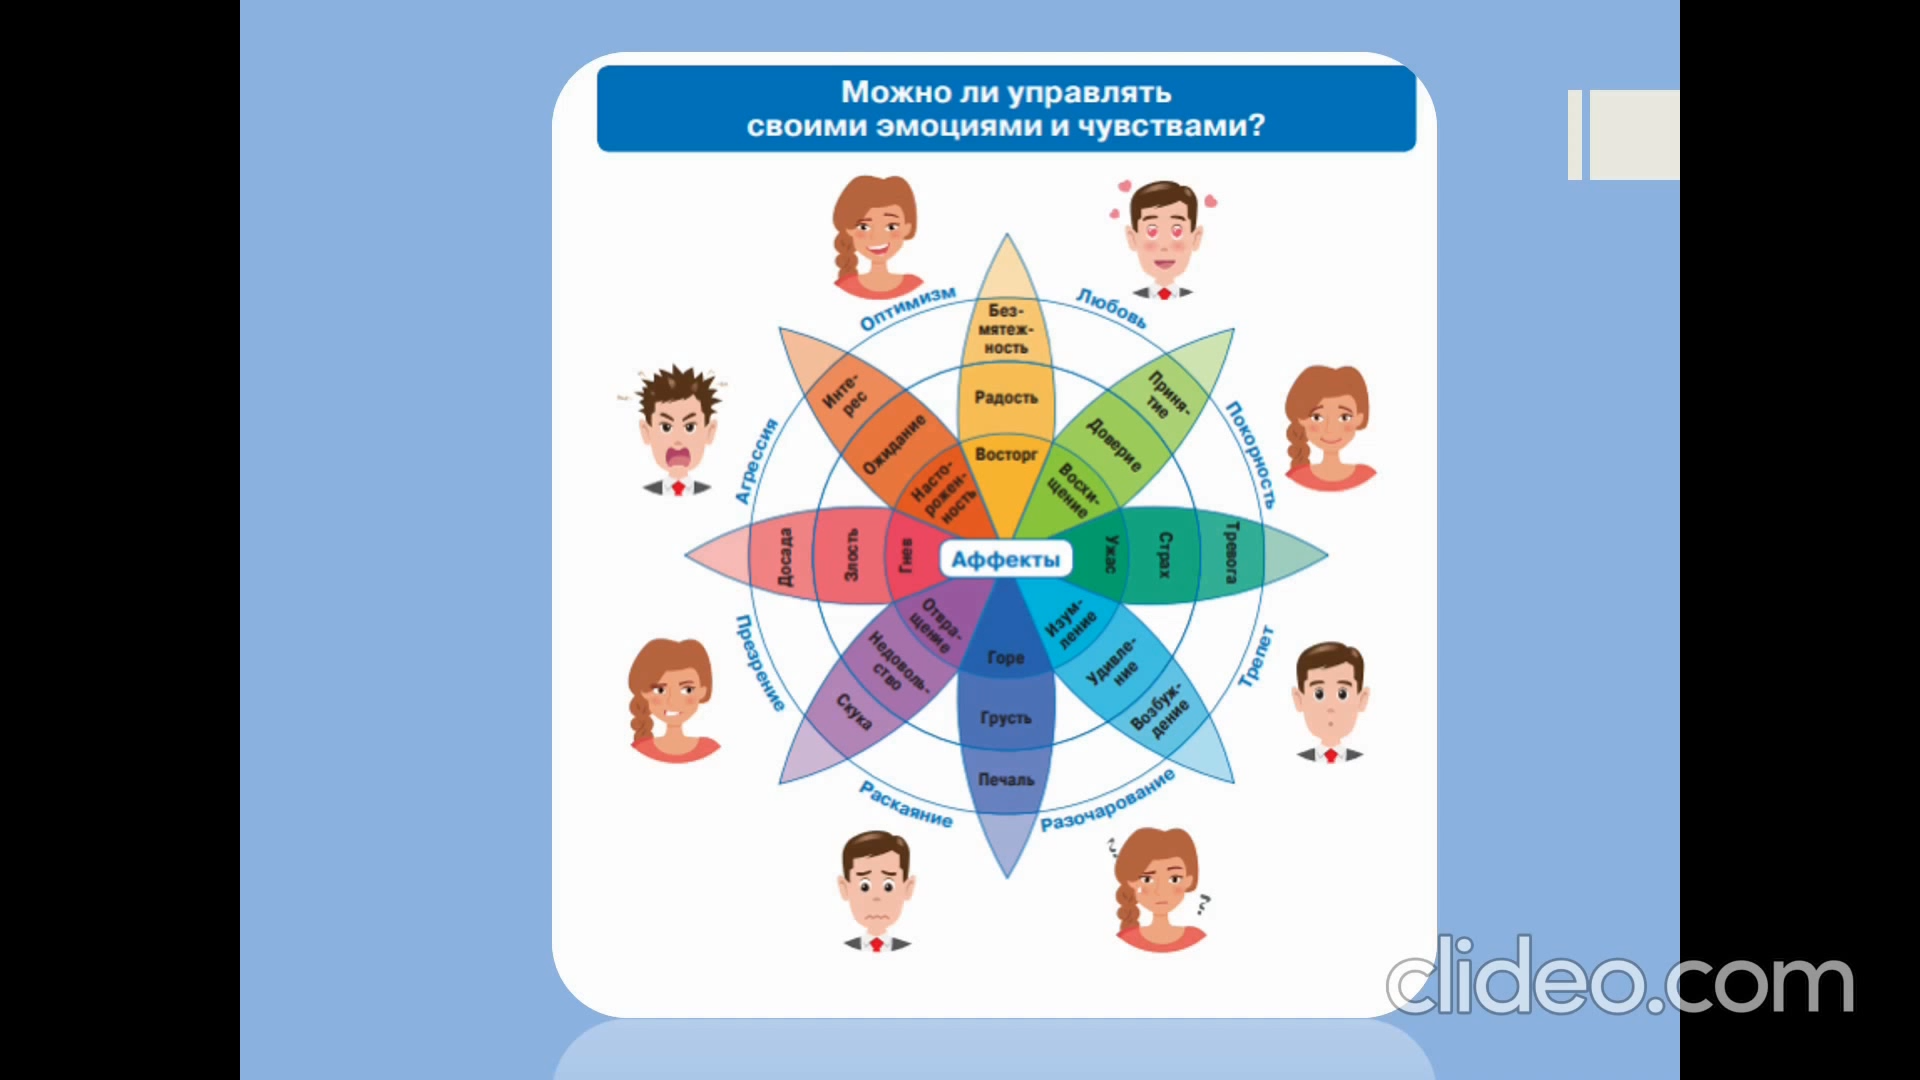 Можно ли управлять
своими эмоциями и чувствами?
Оптимизм
Любовь
Покорность
Трепет
Разочарование
Раскаяние
Презрение
Агрессия
Без-
мятеж-
ность
Радость
Восторг
Приня-
тие
Доверие
Восхи-
щение
Тревога
Страх
Ужас
Возбуж-
дение
Удивле-
ние
Изум-
ление
Печаль
Грусть
Горе
Скука
Недоволь-
ство
Отвра-
щение
Досада
Злость
Гнев
Инте-
рес
Ожидание
Насто-
рожен-
ность
Аффекты
?
?
clideo.com